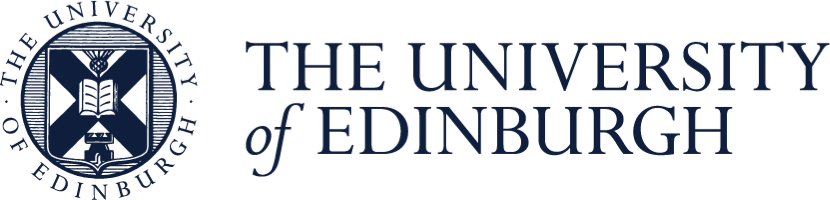 THE UNIVERSITY
· OF EDINBURGH ·
THE UNIVERSITY
of EDINBURGH